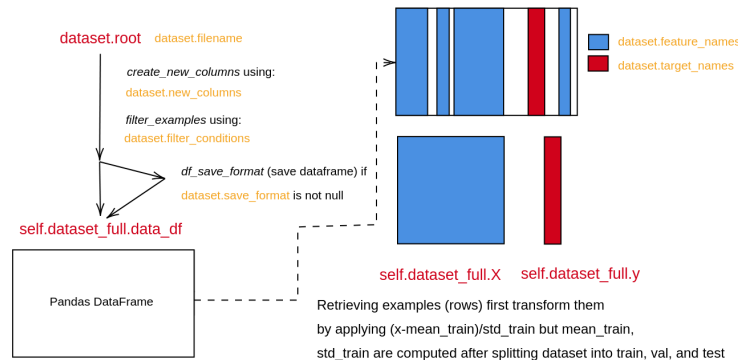 dataset.root dataset.filename
create_new_columns using:
dataset.new_columns
filter_examples using:
dataset.filter_conditions
df_save_format (save dataframe) if
dataset.save_format is not null
self.dataset_full.data_df
Pandas DataFrame
dataset.feature_names
dataset.target_names
self.dataset_full.X self.dataset_full.y
Retrieving examples (rows) first transform them
by applying (x-mean_train)/std_train but mean_train,
std_train are computed after splitting dataset into train, val, and test